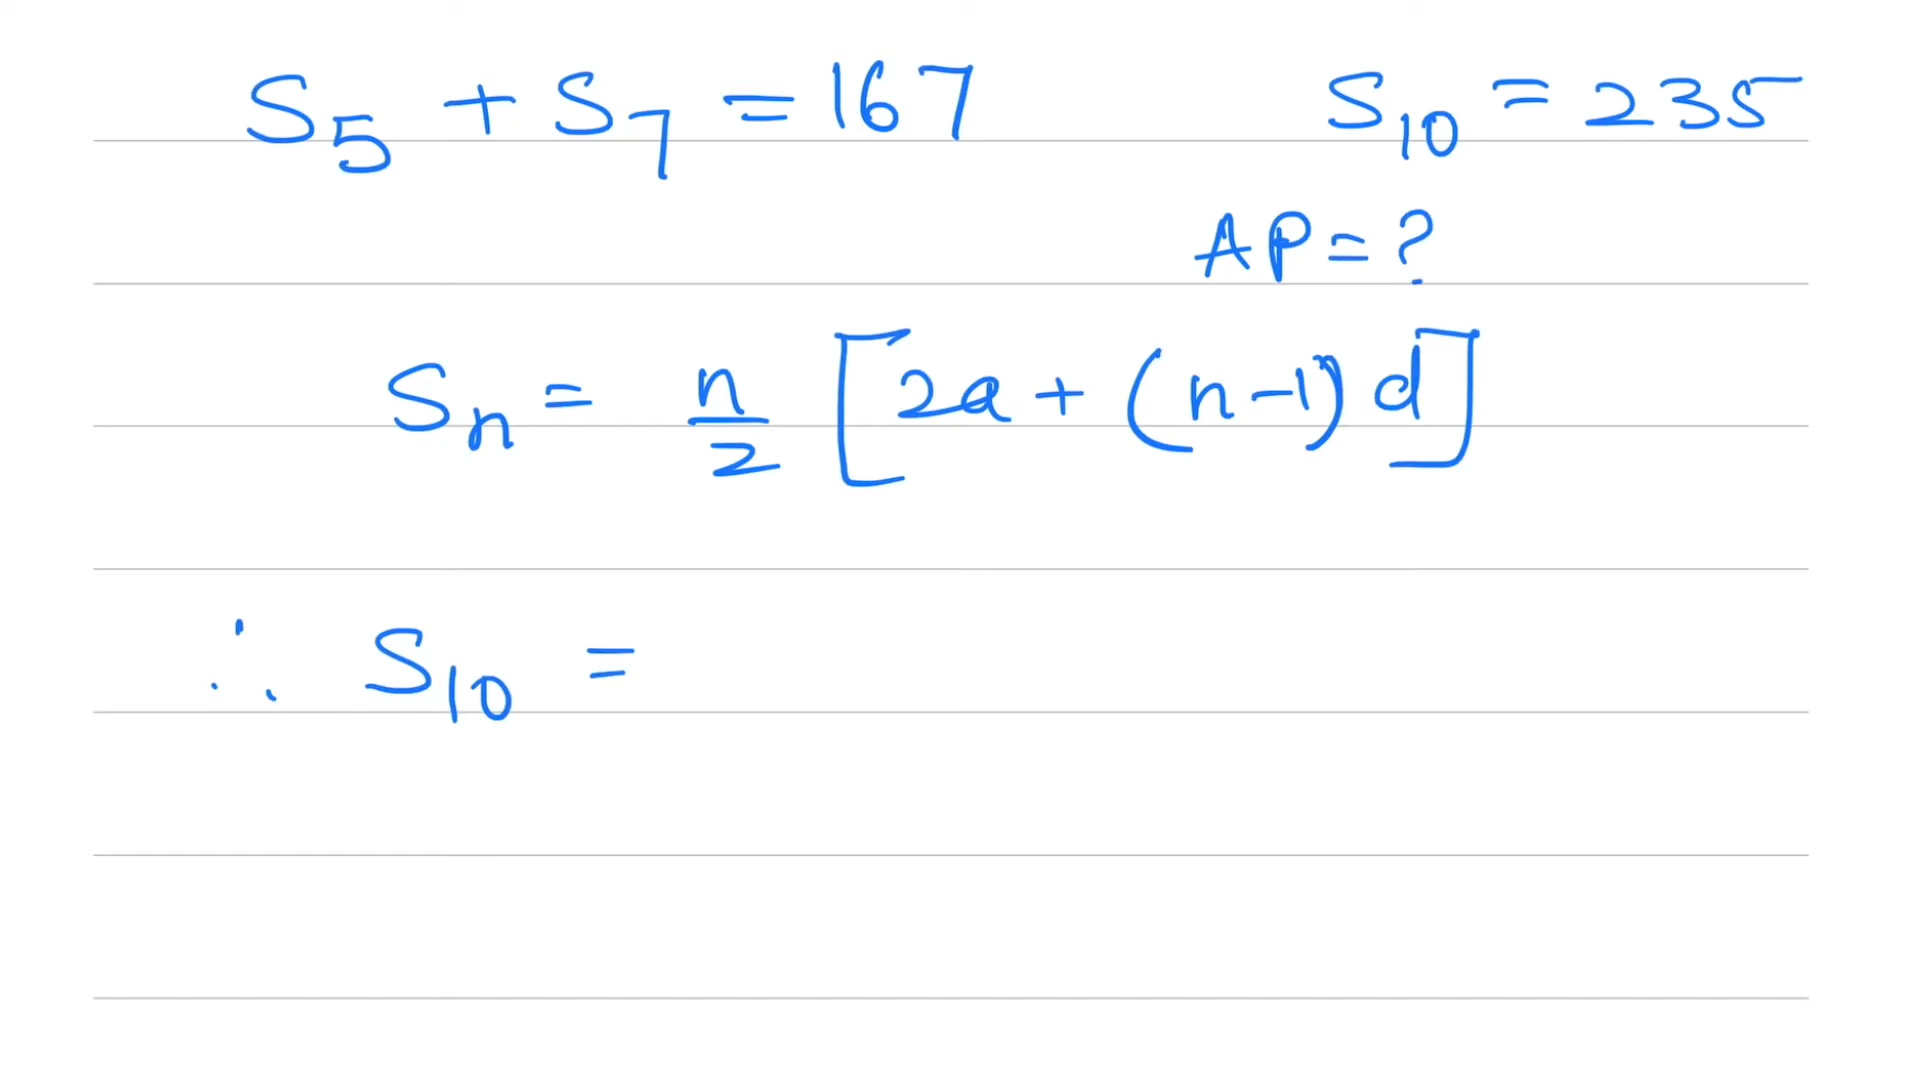 S₅ + S₇ = 167 S₁₀ = 235
AP = ?
Sₙ = n/2 [2a + (n-1)d]
∴ S₁₀ =